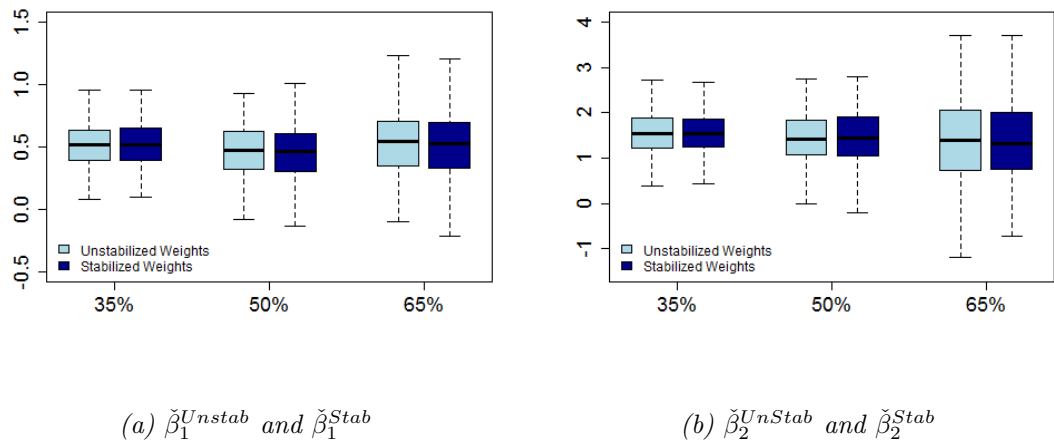 1.5
1.0
0.5
0.0
-0.5
Unstabilized Weights
Stabilized Weights
35% 50% 65%
(a) β̌₁^{Unstab} and β̌₁^{Stab}
4
3
2
1
0
-1
Unstabilized Weights
Stabilized Weights
35% 50% 65%
(b) β̌₂^{UnStab} and β̌₂^{Stab}